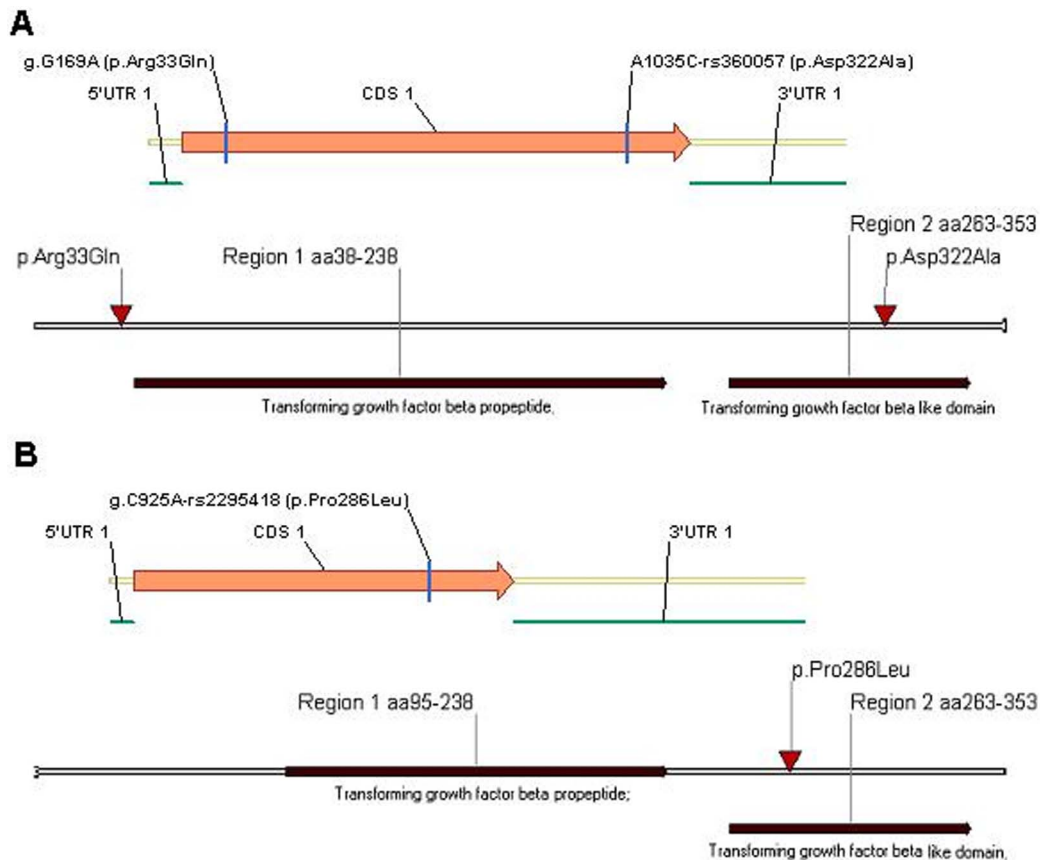 A
g.G169A (p.Arg33Gln)
A1035C-rs360057 (p.Asp322Ala)
5'UTR 1
CDS 1
3'UTR 1
Region 2 aa263-353
p.Arg33Gln
Region 1 aa38-238
p.Asp322Ala
Transforming growth factor beta propeptide,
Transforming growth factor beta like domain
B
g.C925A-rs2295418 (p.Pro286Leu)
5'UTR 1
CDS 1
3'UTR 1
p.Pro286Leu
Region 1 aa95-238
Region 2 aa263-353
Transforming growth factor beta propeptide;
Transforming growth factor beta like domain,